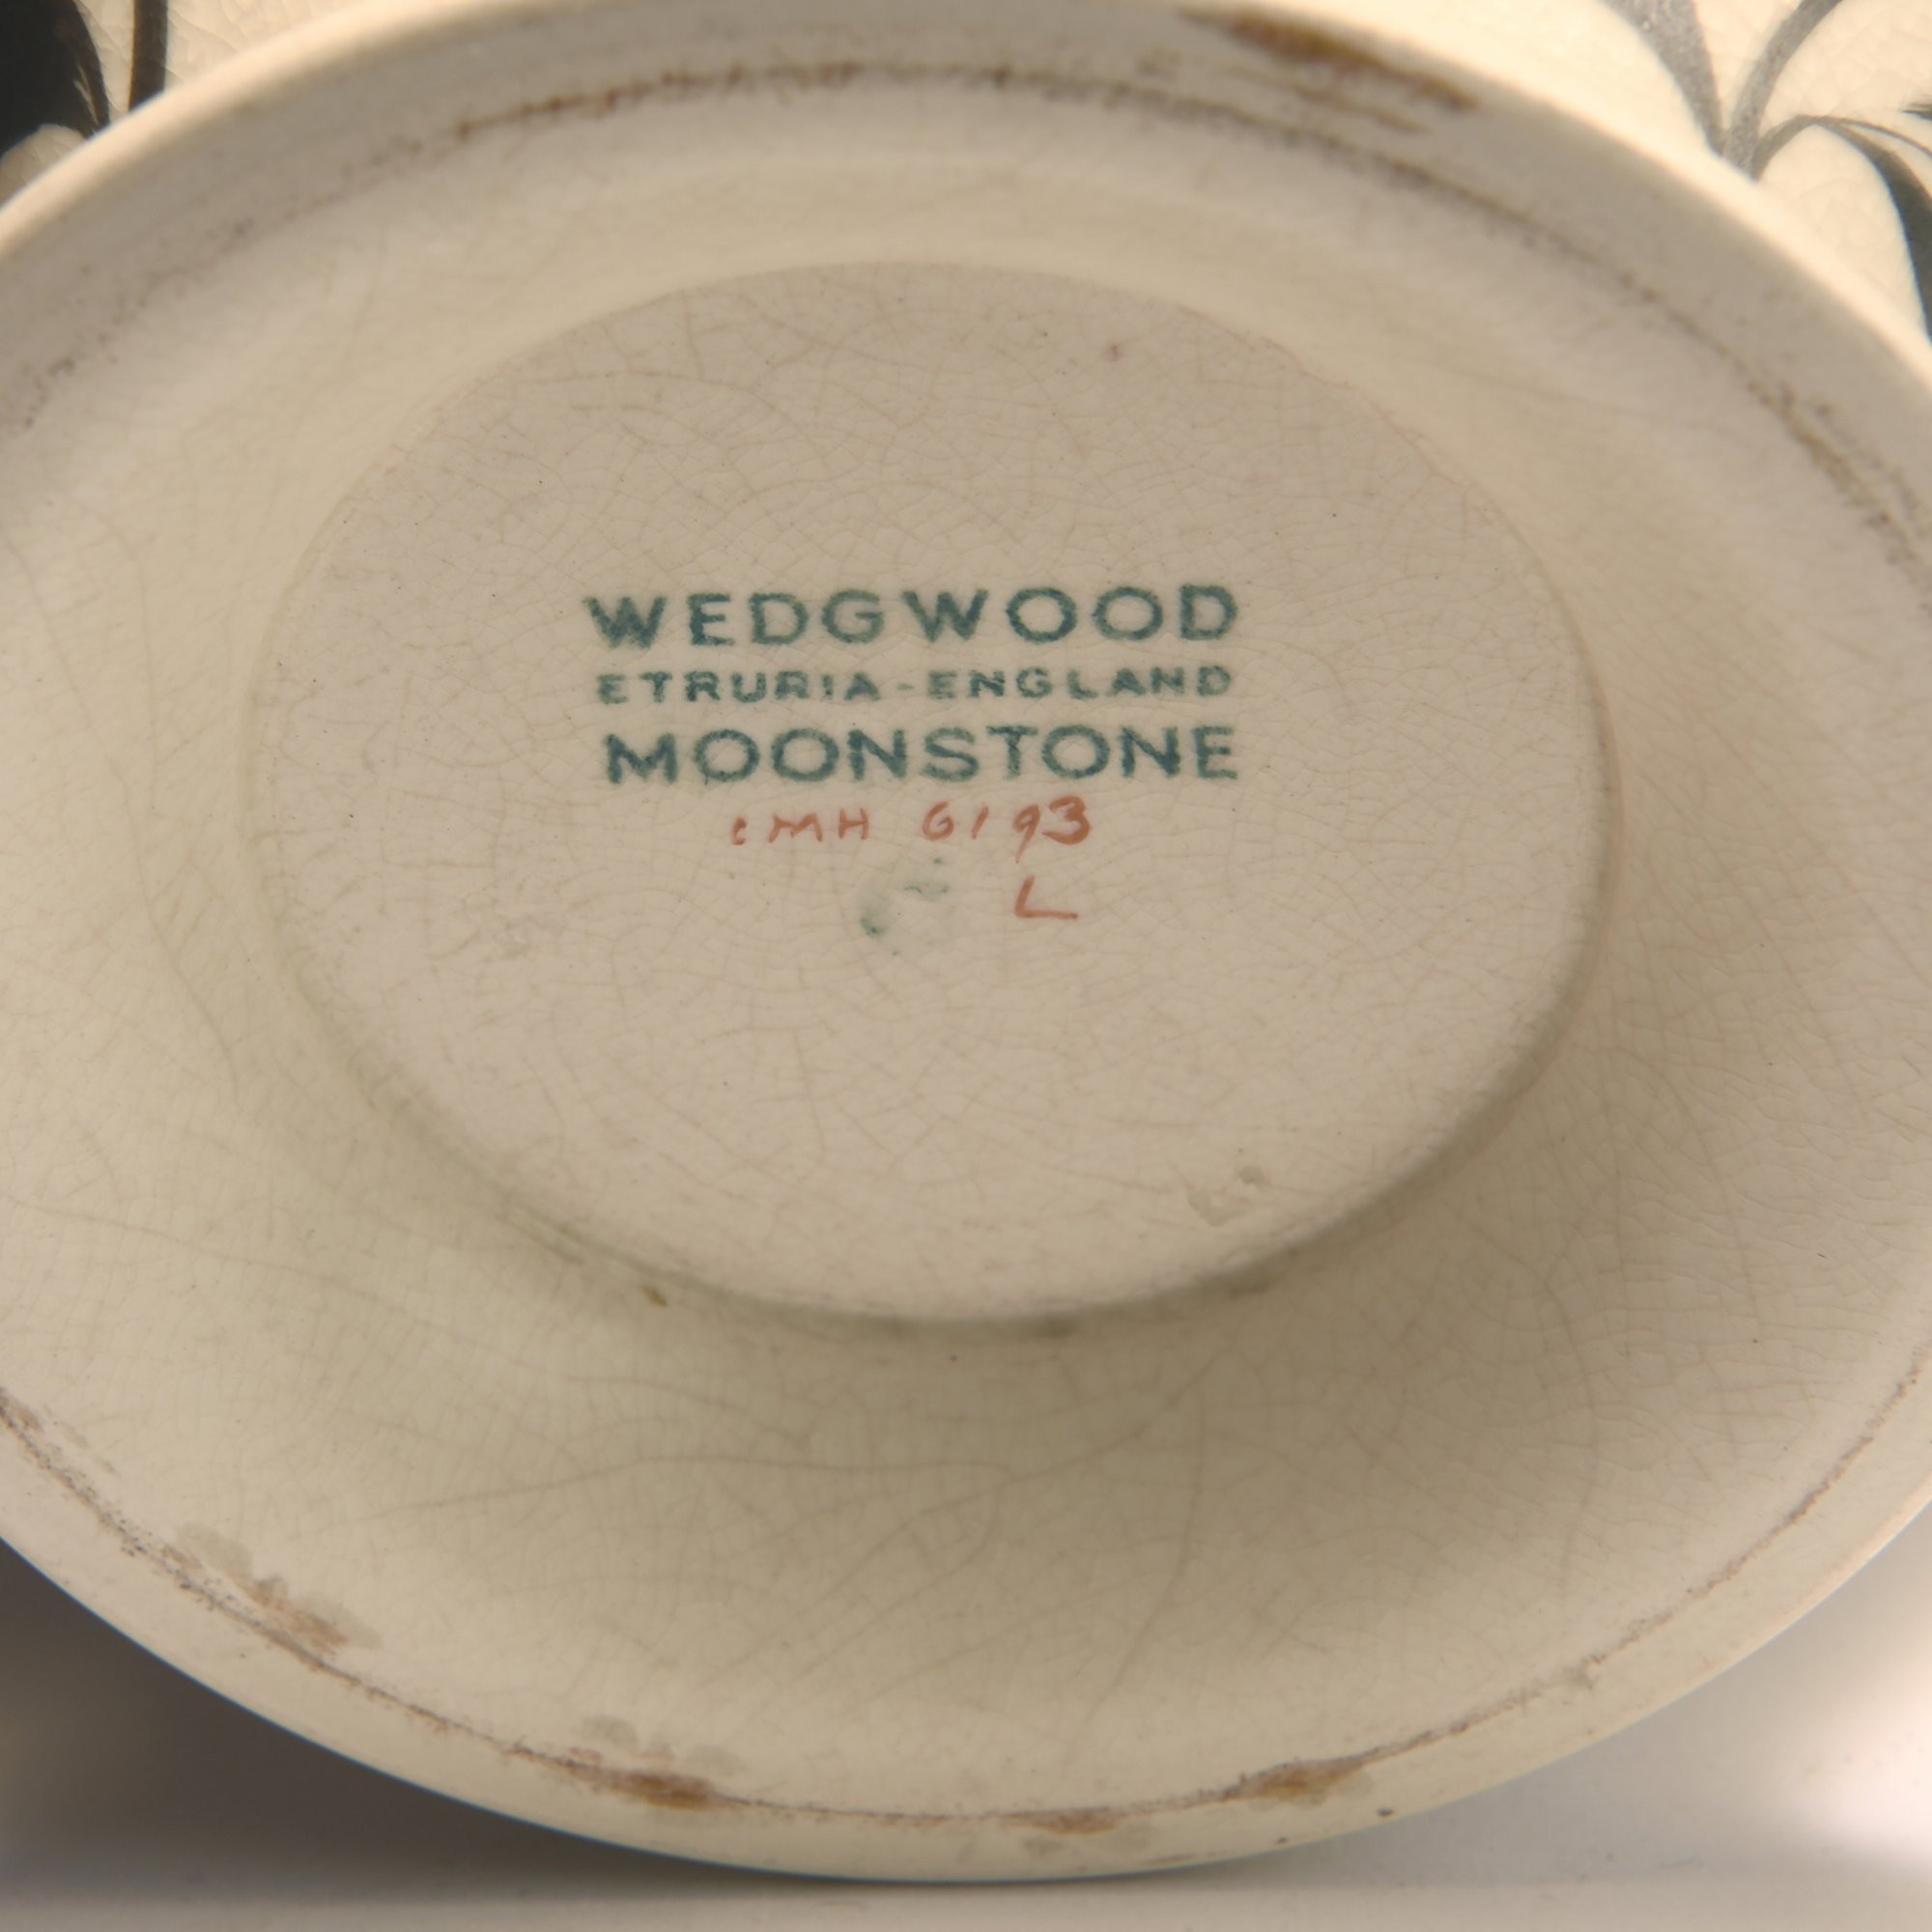 WEDGWOOD
ETRURIA-ENGLAND
MOONSTONE
CMH 6193
L